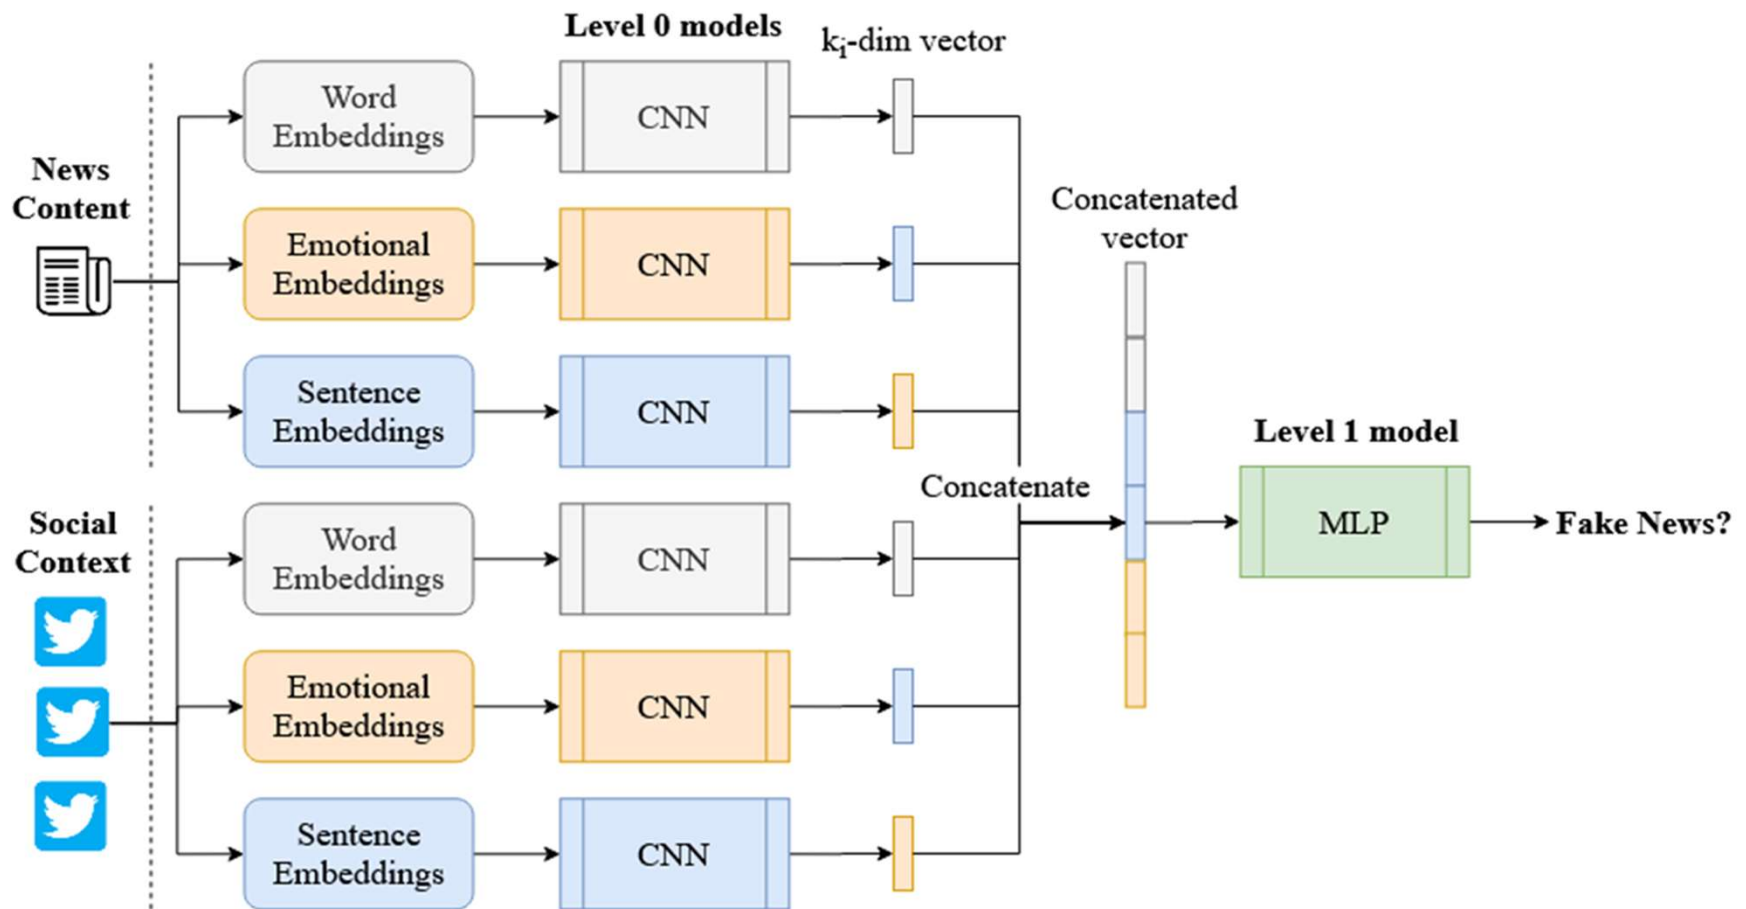 Level 0 models
kᵢ-dim vector
Word
Embeddings
CNN
News
Content
Emotional
Embeddings
CNN
Concatenated
vector
Sentence
Embeddings
CNN
Level 1 model
Concatenate
Social
Context
Word
Embeddings
CNN
MLP
Fake News?
Emotional
Embeddings
CNN
Sentence
Embeddings
CNN